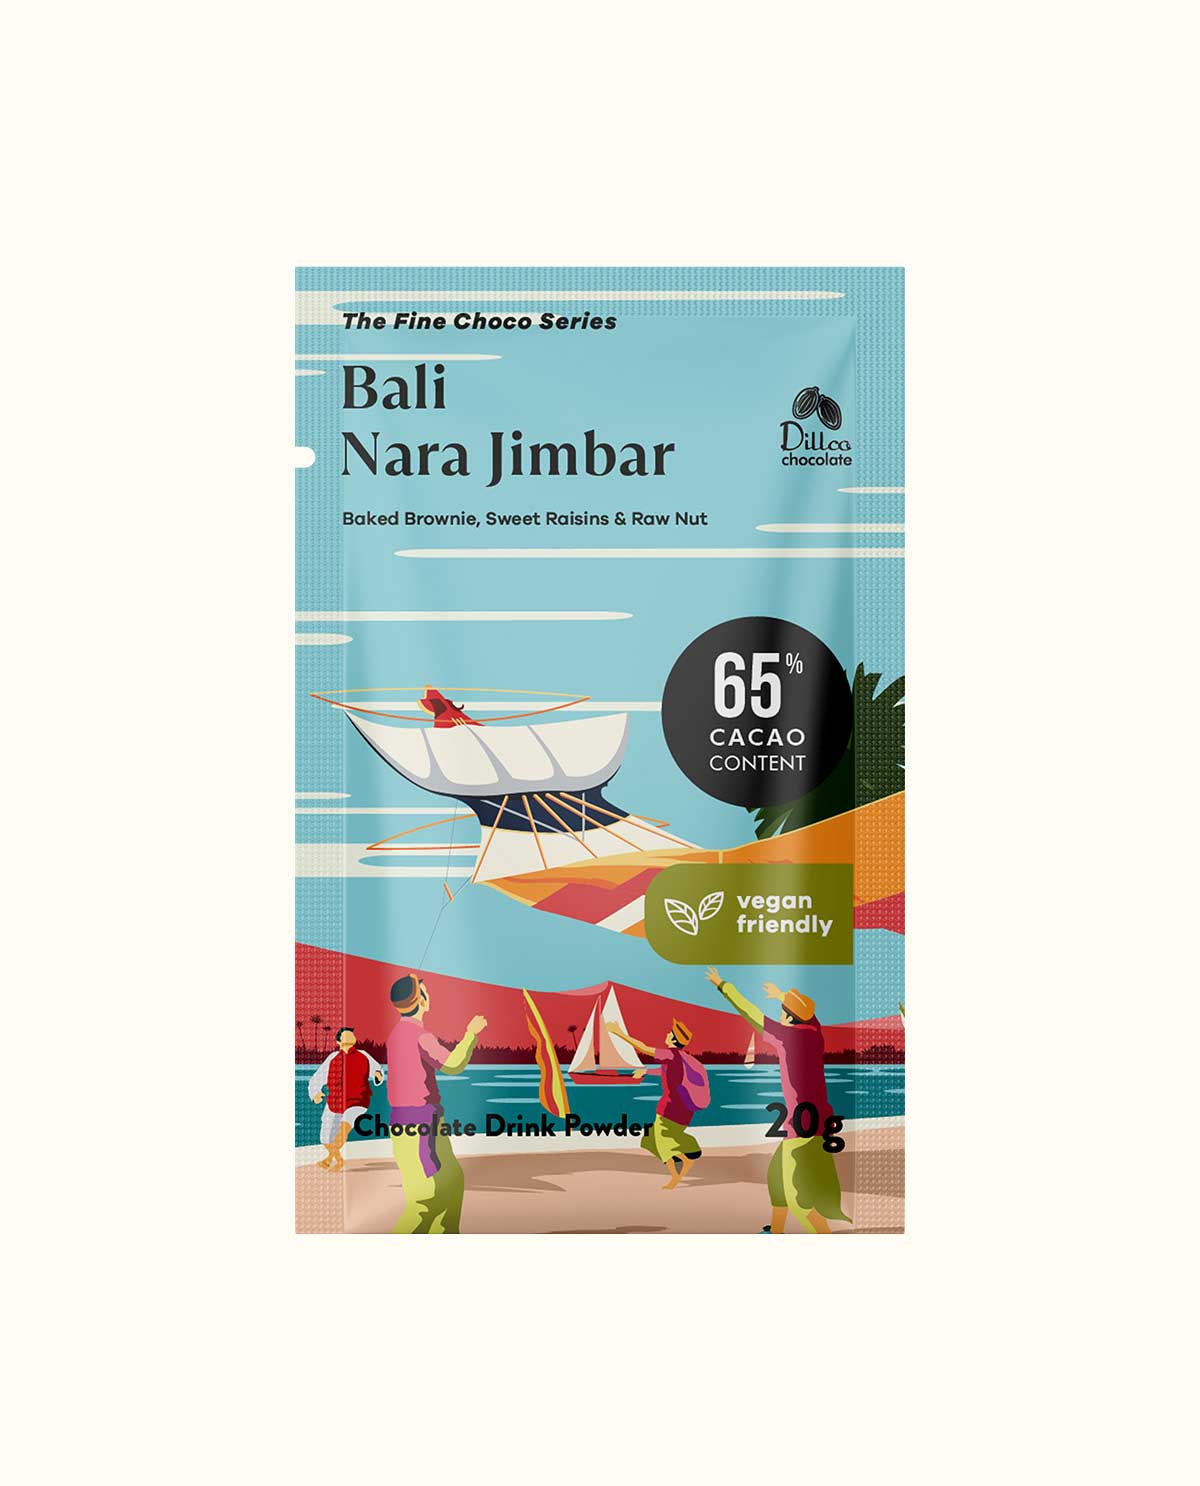 The Fine Choco Series
Bali
Nara Jimbar
Dillco
chocolate
Baked Brownie, Sweet Raisins & Raw Nut
65%
CACAO
CONTENT
vegan
friendly
Chocolate Drink Powder
20g